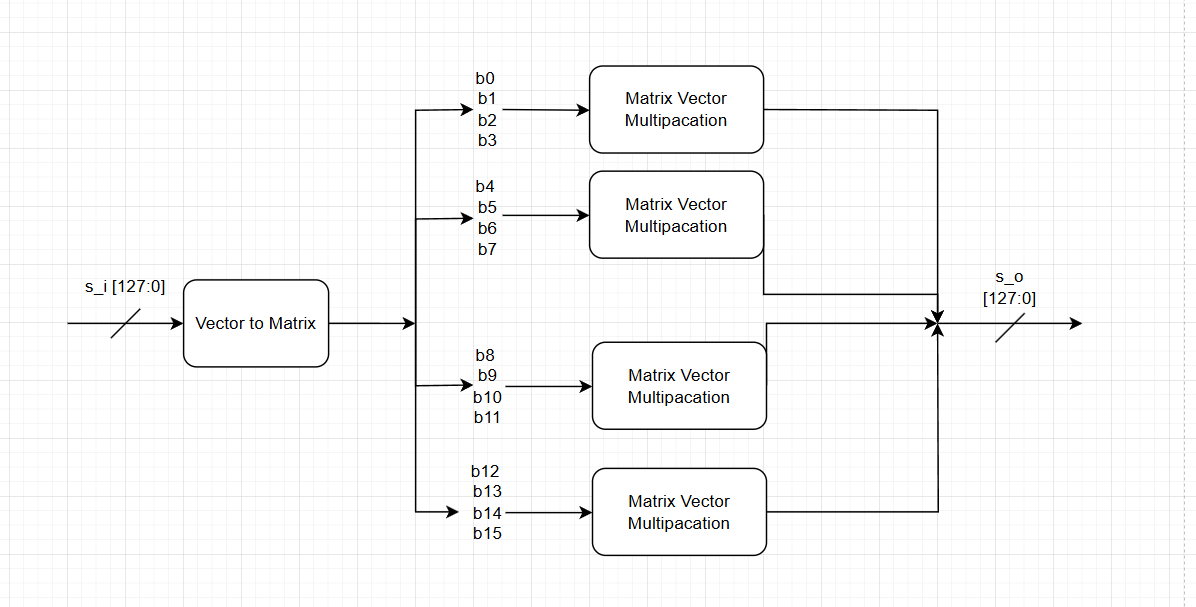 b0
b1
b2
b3
Matrix Vector
Multipacation
b4
b5
b6
b7
Matrix Vector
Multipacation
s_i [127:0]
Vector to Matrix
s_o
[127:0]
b8
b9
b10
b11
Matrix Vector
Multipacation
b12
b13
b14
b15
Matrix Vector
Multipacation